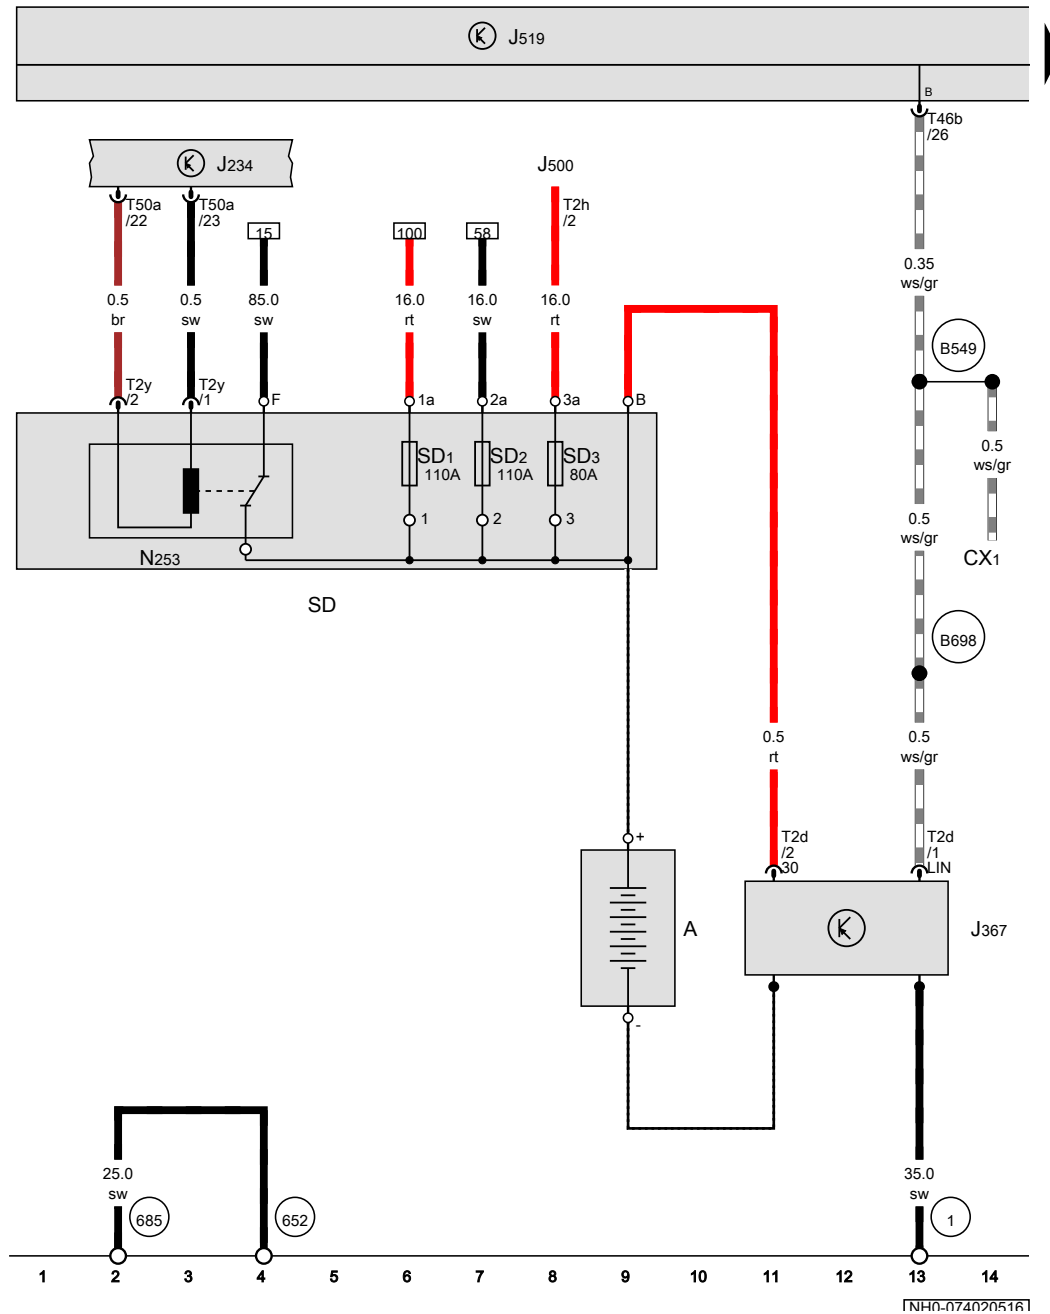 J519
B
T46b
/26
J234
J500
T50a
/22
T50a
/23
T2h
/2
15
100
58
0.35
ws/gr
0.5
br
0.5
sw
85.0
sw
16.0
rt
16.0
sw
16.0
rt
B549
T2y
/2
T2y
/1
F
1a
2a
3a
B
SD1
110A
SD2
110A
SD3
80A
0.5
ws/gr
1
2
3
0.5
ws/gr
N253
CX1
SD
B698
0.5
rt
0.5
ws/gr
+
T2d
/2
30
T2d
/1
LIN
A
J367
-
25.0
sw
35.0
sw
685
652
1
1 2 3 4 5 6 7 8 9 10 11 12 13 14
NH0-074020516